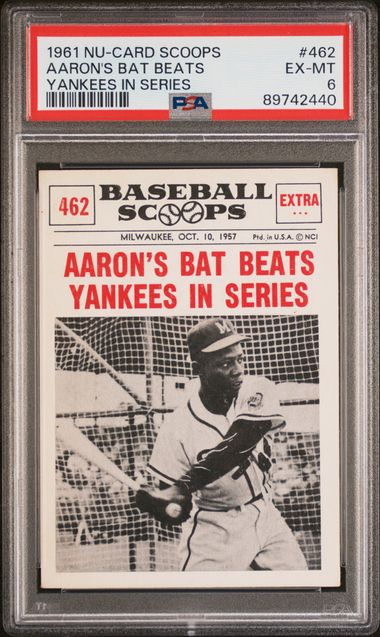 1961 NU-CARD SCOOPS #462
AARON'S BAT BEATS EX-MT
YANKEES IN SERIES 6
PSA 89742440
462 BASEBALL SCOOPS EXTRA ...
MILWAUKEE, OCT. 10, 1957 Ptd. in U.S.A. © NCI
AARON'S BAT BEATS
YANKEES IN SERIES
M